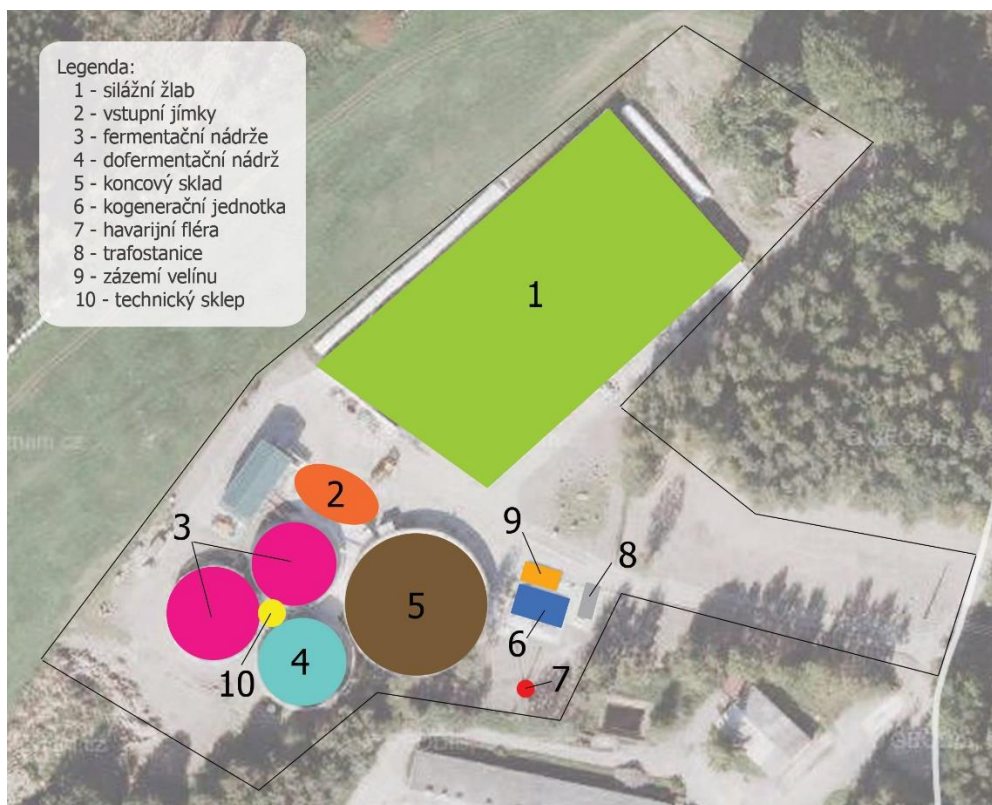 Legenda:
1 - silážní žlab
2 - vstupní jímky
3 - fermentační nádrže
4 - dofermentační nádrž
5 - koncový sklad
6 - kogenerační jednotka
7 - havarijní fléra
8 - trafostanice
9 - zázemí velínu
10 - technický sklep
1
2
3
9
8
5
6
4
10
7